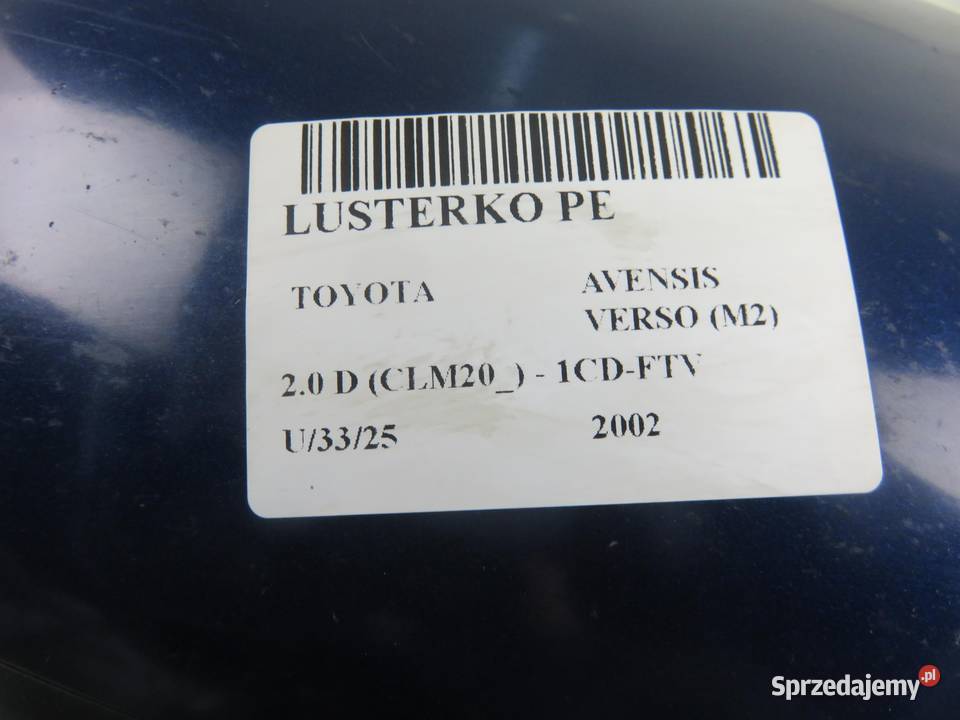 LUSTERKO PE
TOYOTA
AVENSIS
VERSO (M2)
2.0 D (CLM20_) - 1CD-FTV
U/33/25
2002
Sprzedajemy.pl